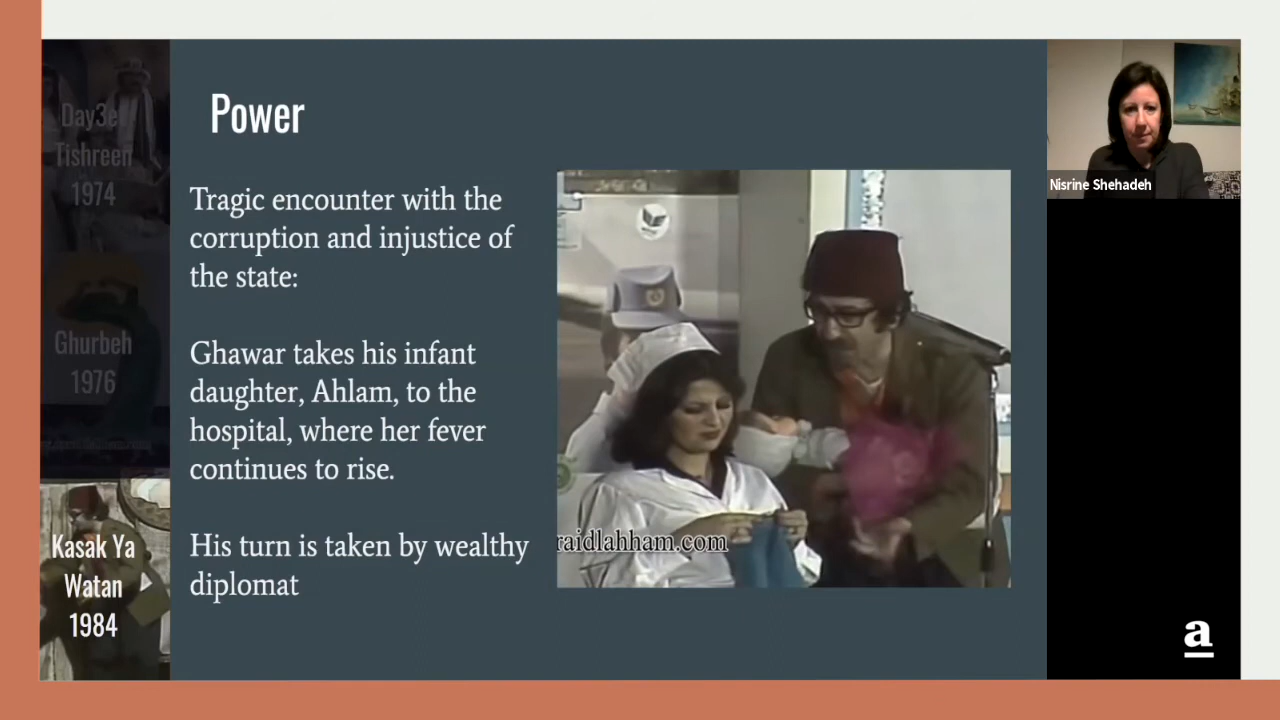 Day3et
Tishreen
1974
Ghurbeh
1976
Kasak Ya
Watan
1984
Power
Tragic encounter with the
corruption and injustice of
the state:
Ghawar takes his infant
daughter, Ahlam, to the
hospital, where her fever
continues to rise.
His turn is taken by wealthy
diplomat
raidlahham.com
Nisrine Shehadeh
a